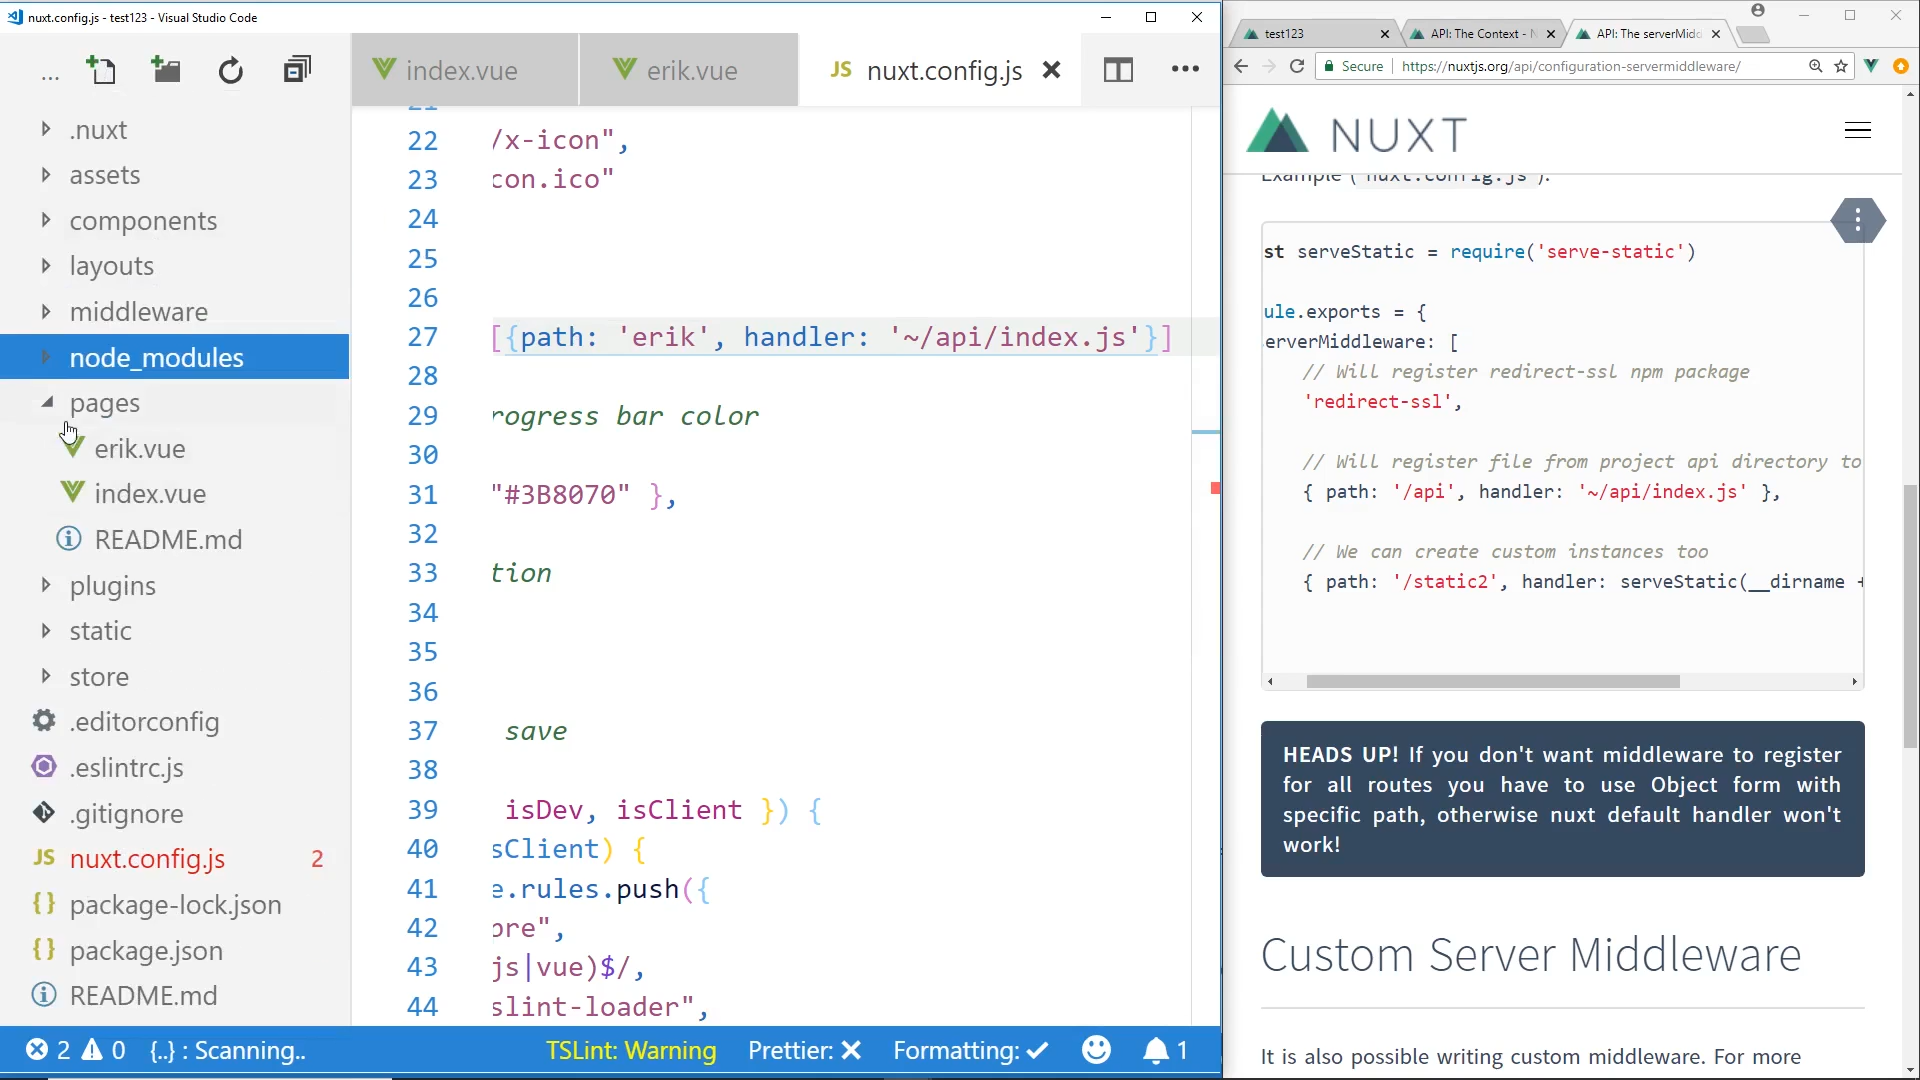 nuxt.config.js - test123 - Visual Studio Code
...
.nuxt
assets
components
layouts
middleware
node_modules
pages
erik.vue
index.vue
README.md
plugins
static
store
.editorconfig
.eslintrc.js
.gitignore
nuxt.config.js 2
package-lock.json
package.json
README.md
index.vue
erik.vue
JS nuxt.config.js
21
22 /x-icon",
23 con.ico"
24
25
26
27 [{path: 'erik', handler: '~/api/index.js'}]
28
29 rogress bar color
30
31 "#3B8070" },
32
33 tion
34
35
36
37 save
38
39 isDev, isClient }) {
40 sClient) {
41 e.rules.push({
42 pre",
43 js|vue)$/,
44 slint-loader",
2 0 {..} : Scanning..
TSLint: Warning
Prettier:
Formatting:
1
test123
API: The Context - N
API: The serverMidd
Secure https://nuxtjs.org/api/configuration-servermiddleware/
NUXT
Example ( nuxt.config.js ):
st serveStatic = require('serve-static')
ule.exports = {
erverMiddleware: [
// Will register redirect-ssl npm package
'redirect-ssl',
// Will register file from project api directory to
{ path: '/api', handler: '~/api/index.js' },
// We can create custom instances too
{ path: '/static2', handler: serveStatic(__dirname +
HEADS UP! If you don't want middleware to register
for all routes you have to use Object form with
specific path, otherwise nuxt default handler won't
work!
Custom Server Middleware
It is also possible writing custom middleware. For more